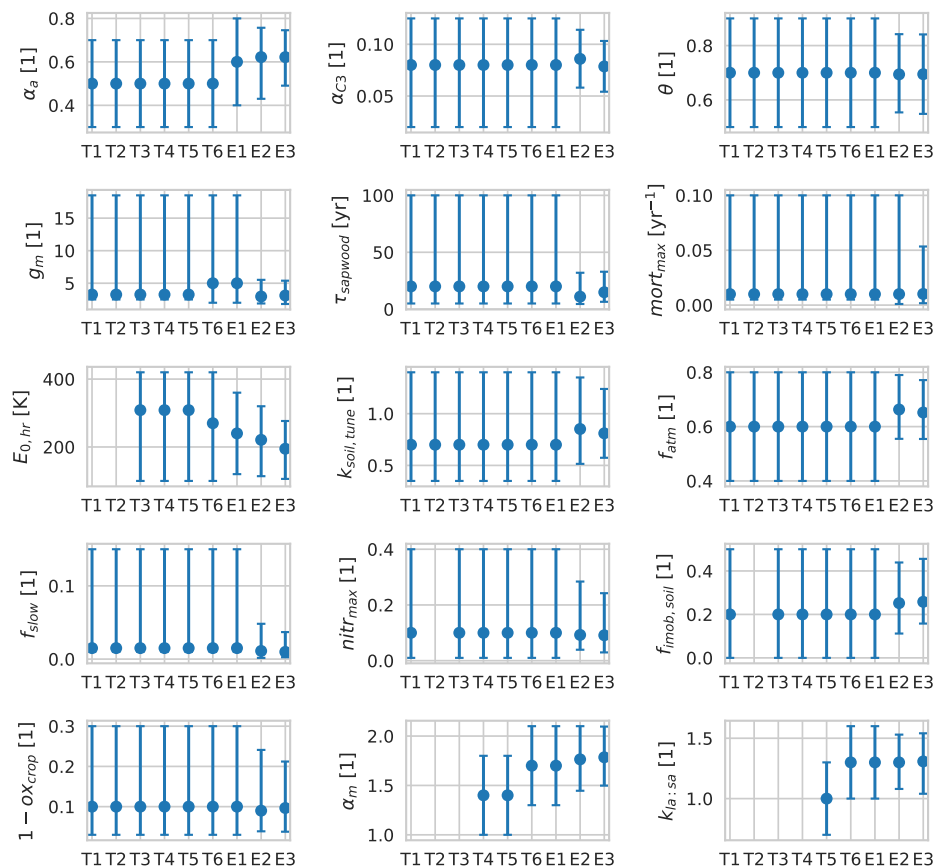 α_a [1]
0.8
0.6
0.4
T1 T2 T3 T4 T5 T6 E1 E2 E3
α_C3 [1]
0.10
0.05
T1 T2 T3 T4 T5 T6 E1 E2 E3
θ [1]
0.8
0.6
T1 T2 T3 T4 T5 T6 E1 E2 E3
g_m [1]
15
10
5
T1 T2 T3 T4 T5 T6 E1 E2 E3
τ_sapwood [yr]
100
50
0
T1 T2 T3 T4 T5 T6 E1 E2 E3
mort_max [yr⁻¹]
0.10
0.05
0.00
T1 T2 T3 T4 T5 T6 E1 E2 E3
E_0,hr [K]
400
200
T1 T2 T3 T4 T5 T6 E1 E2 E3
k_soil,tune [1]
1.0
0.5
T1 T2 T3 T4 T5 T6 E1 E2 E3
f_atm [1]
0.8
0.6
0.4
T1 T2 T3 T4 T5 T6 E1 E2 E3
f_slow [1]
0.1
0.0
T1 T2 T3 T4 T5 T6 E1 E2 E3
nitr_max [1]
0.4
0.2
0.0
T1 T2 T3 T4 T5 T6 E1 E2 E3
f_imob,soil [1]
0.4
0.2
0.0
T1 T2 T3 T4 T5 T6 E1 E2 E3
1 − ox_crop [1]
0.3
0.2
0.1
T1 T2 T3 T4 T5 T6 E1 E2 E3
α_m [1]
2.0
1.5
1.0
T1 T2 T3 T4 T5 T6 E1 E2 E3
k_la:sa [1]
1.5
1.0
T1 T2 T3 T4 T5 T6 E1 E2 E3